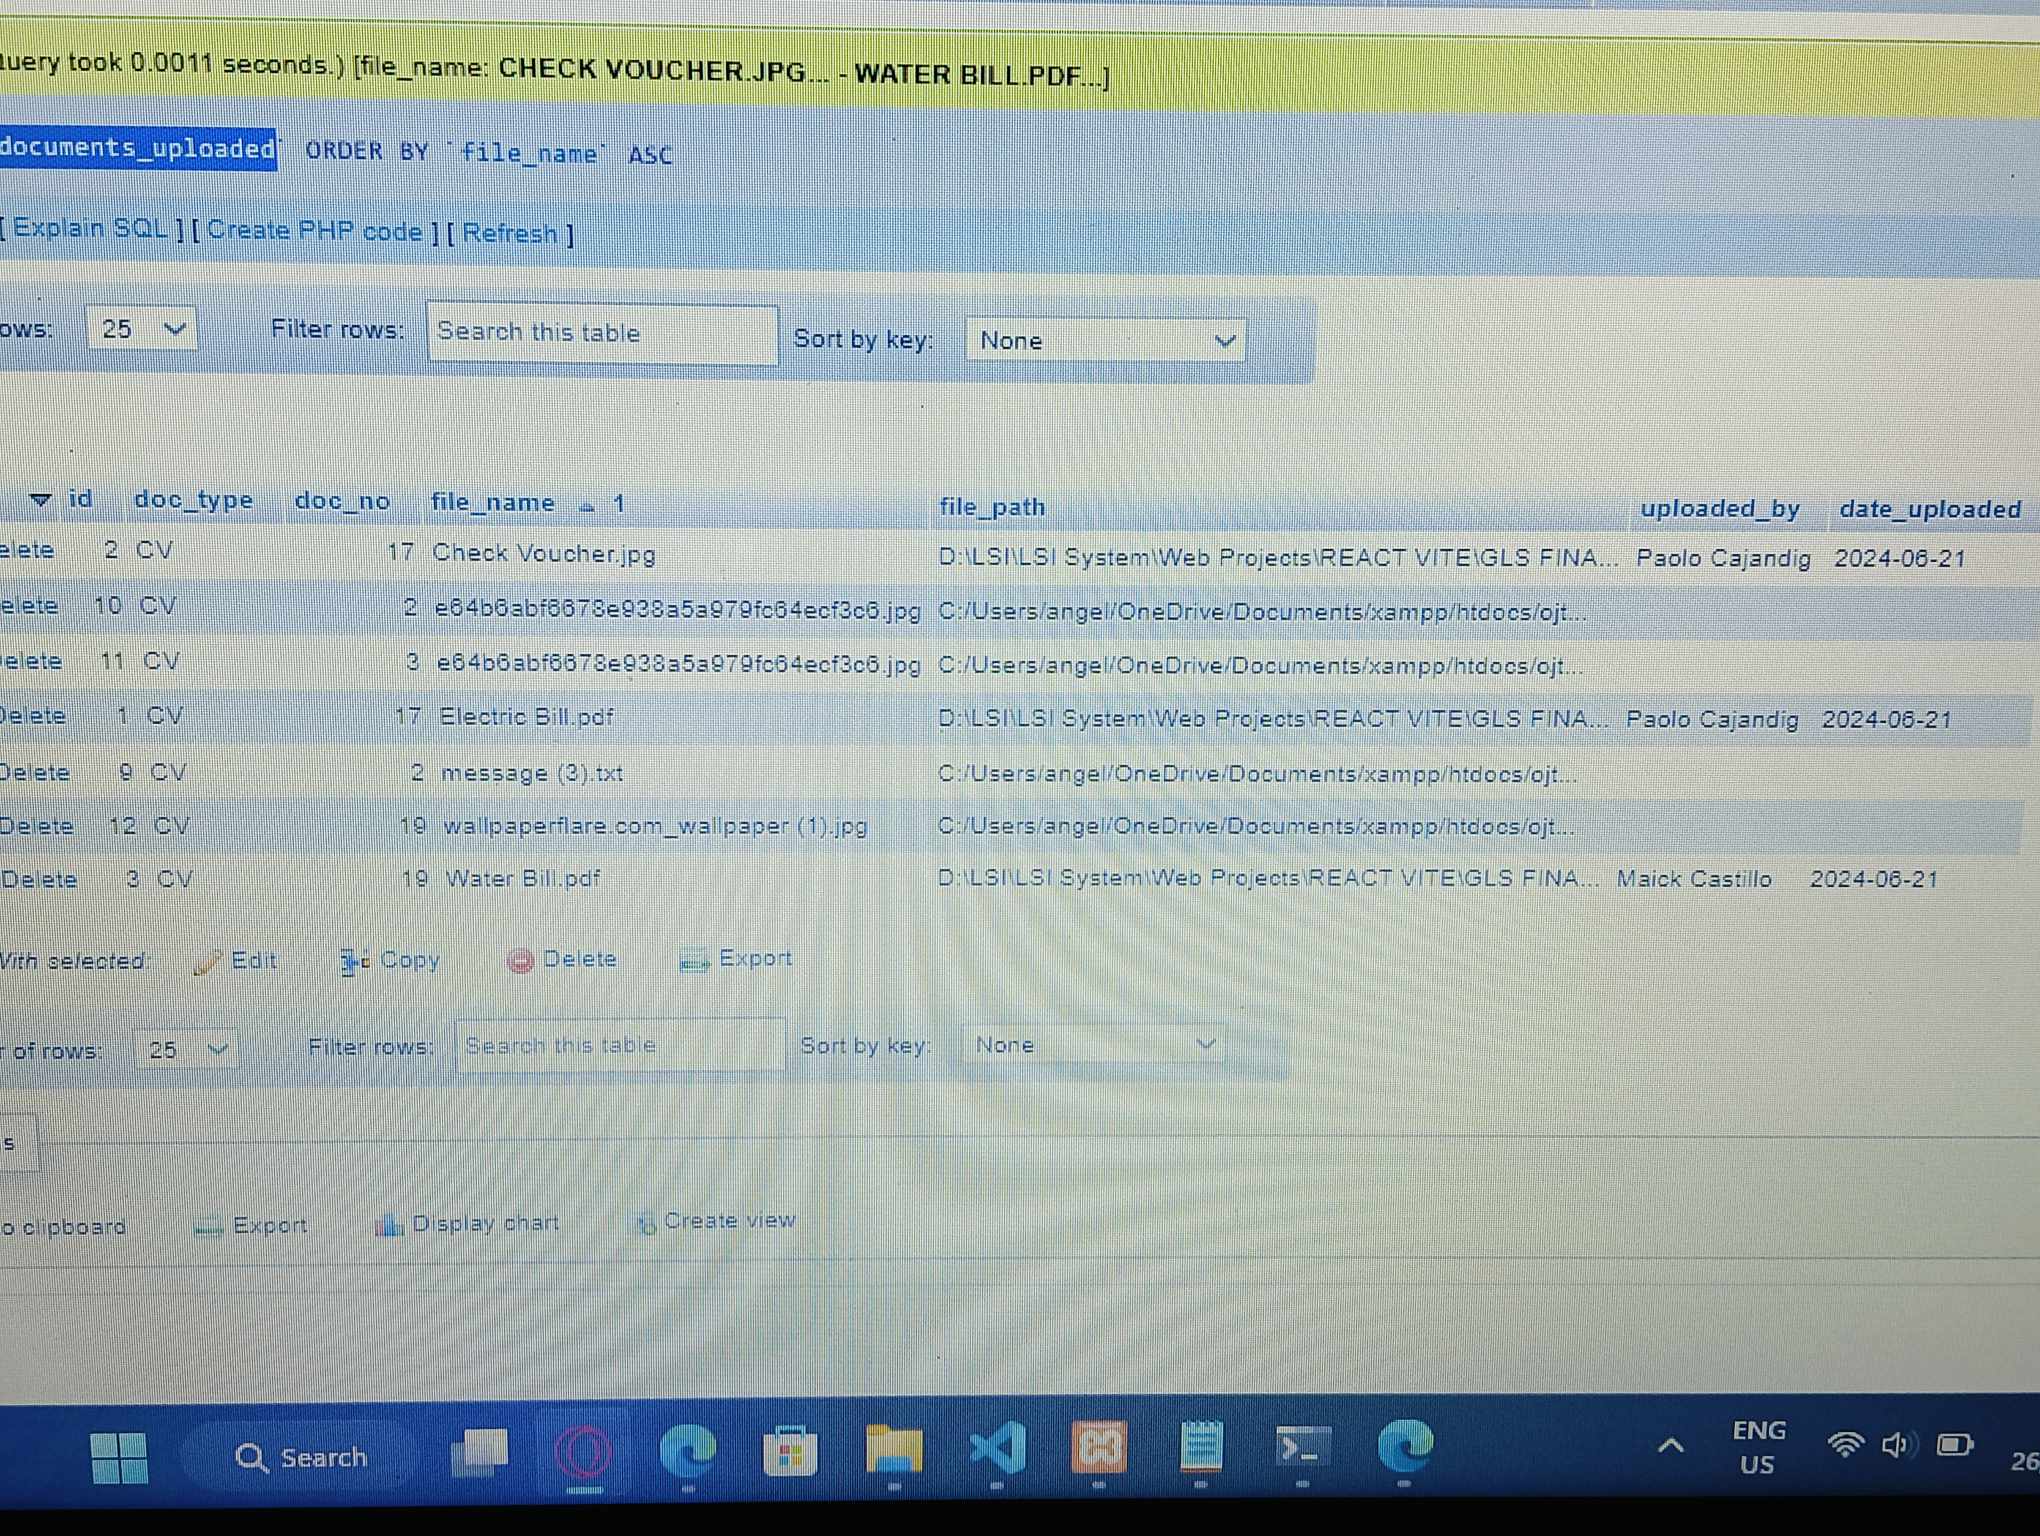 took 0.0011 seconds.) [file_name: CHECK VOUCHER.JPG... - WATER BILL.PDF...]
documents_uploaded` ORDER BY `file_name` ASC
[ Explain SQL ] [ Create PHP code ] [ Refresh ]
25 Filter rows: Search this table Sort by key: None
id doc_type doc_no file_name 1 file_path uploaded_by date_uploaded
2 CV 17 Check Voucher.jpg D:\LSI\LSI System\Web Projects\REACT VITE\GLS FINA... Paolo Cajandig 2024-06-21
10 CV 2 e64b6abf6678e938a5a979fc64ecf3c6.jpg C:/Users/angel/OneDrive/Documents/xampp/htdocs/ojt...
11 CV 3 e64b6abf6678e938a5a979fc64ecf3c6.jpg C:/Users/angel/OneDrive/Documents/xampp/htdocs/ojt...
Delete 1 CV 17 Electric Bill.pdf D:\LSI\LSI System\Web Projects\REACT VITE\GLS FINA... Paolo Cajandig 2024-06-21
Delete 9 CV 2 message (3).txt C:/Users/angel/OneDrive/Documents/xampp/htdocs/ojt...
Delete 12 CV 19 wallpaperflare.com_wallpaper (1).jpg C:/Users/angel/OneDrive/Documents/xampp/htdocs/ojt...
Delete 3 CV 19 Water Bill.pdf D:\LSI\LSI System\Web Projects\REACT VITE\GLS FINA... Maick Castillo 2024-06-21
With selected: Edit Copy Delete Export
of rows: 25 Filter rows: Search this table Sort by key: None
clipboard Export Display chart Create view
Search ENG
US 26